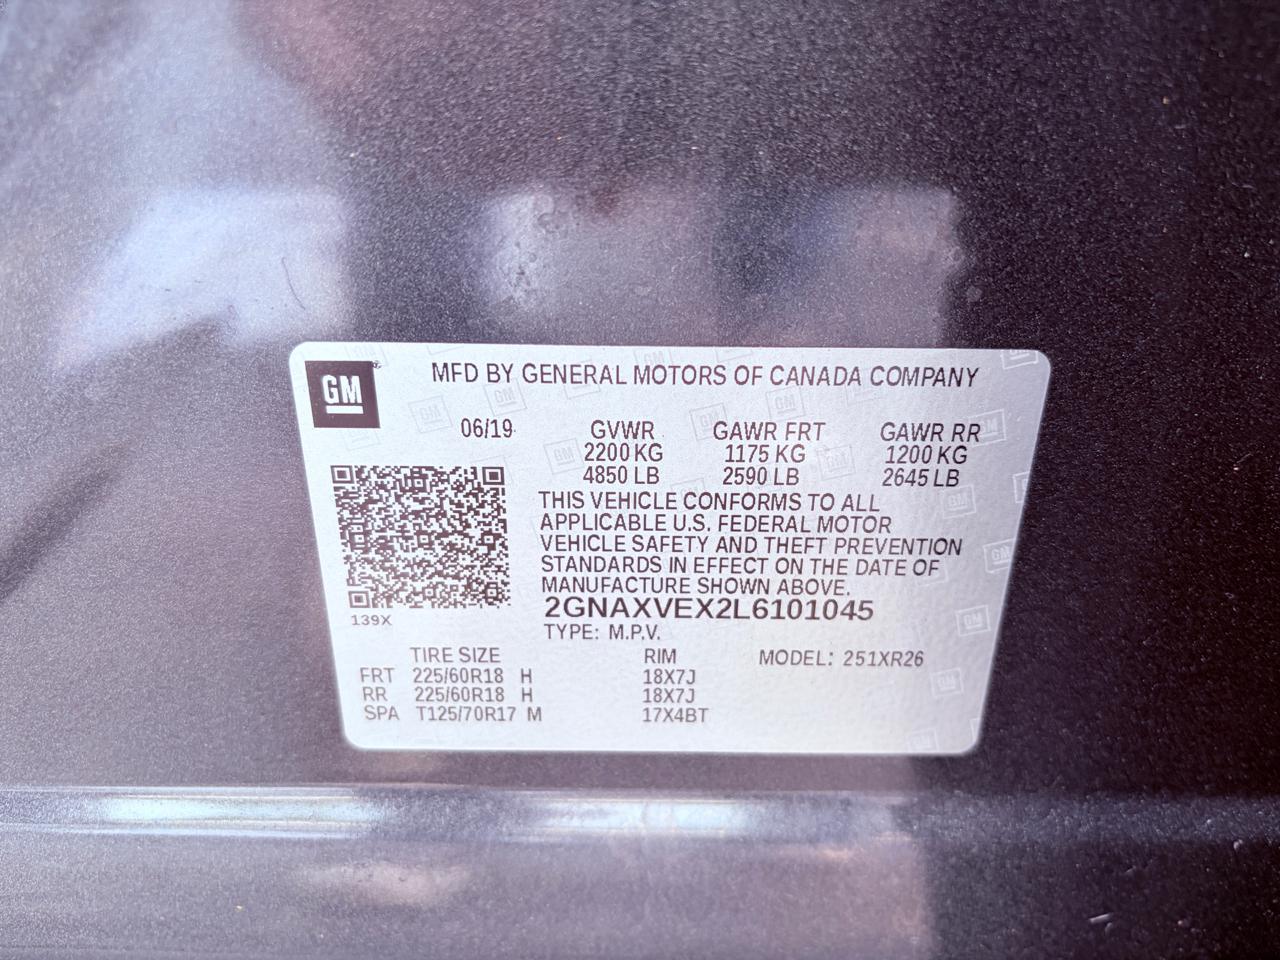 GM
MFD BY GENERAL MOTORS OF CANADA COMPANY
06/19 GVWR GAWR FRT GAWR RR
2200 KG 1175 KG 1200 KG
4850 LB 2590 LB 2645 LB
THIS VEHICLE CONFORMS TO ALL
APPLICABLE U.S. FEDERAL MOTOR
VEHICLE SAFETY AND THEFT PREVENTION
STANDARDS IN EFFECT ON THE DATE OF
MANUFACTURE SHOWN ABOVE.
2GNAXVEX2L6101045
139X
TYPE: M.P.V.
TIRE SIZE RIM MODEL: 251XR26
FRT 225/60R18 H 18X7J
RR 225/60R18 H 18X7J
SPA T125/70R17 M 17X4BT